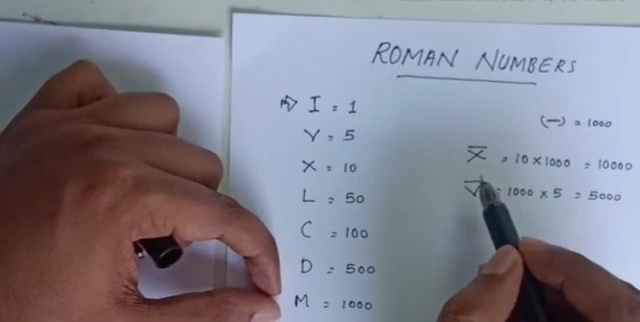 ROMAN NUMBERS
⇒ I = 1
V = 5
X = 10
L = 50
C = 100
D = 500
M = 1000
(—) = 1000
X̅ = 10 × 1000 = 10000
V̅ = 1000 × 5 = 5000